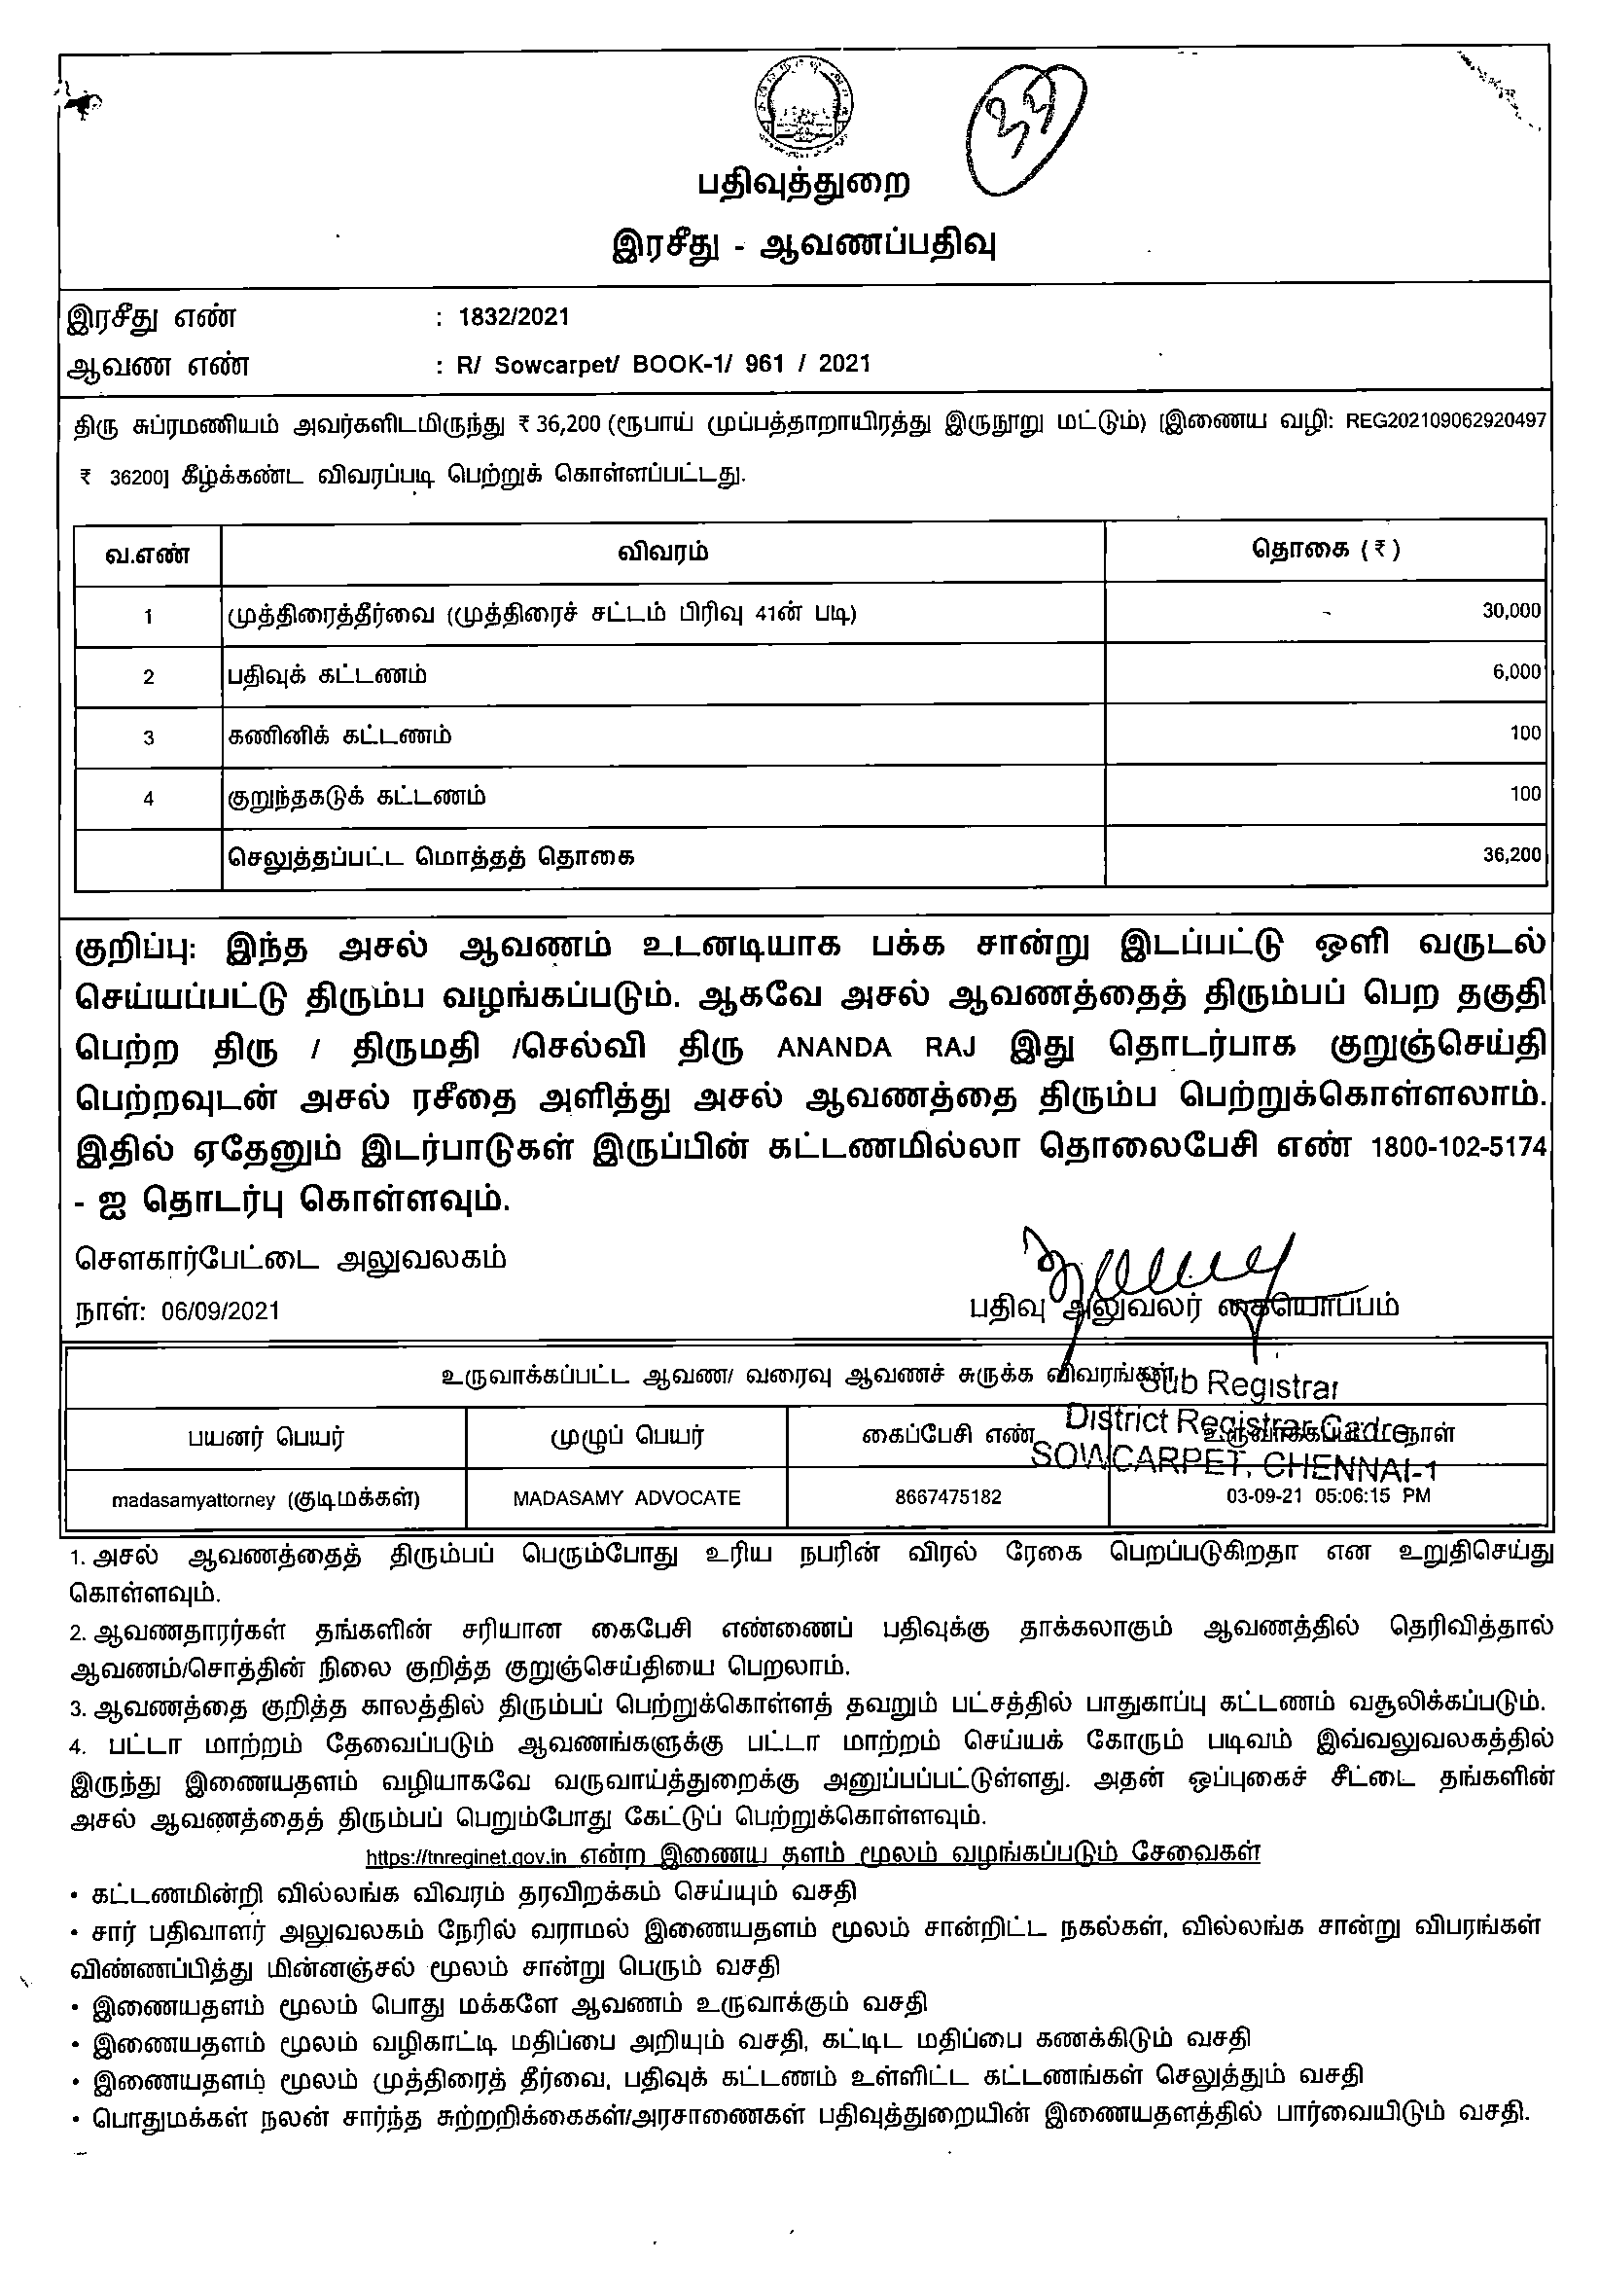 பதிவுத்துறை
இரசீது - ஆவணப்பதிவு
இரசீது எண் : 1832/2021
ஆவண எண் : R/ Sowcarpet/ BOOK-1/ 961 / 2021
திரு சுப்ரமணியம் அவர்களிடமிருந்து ₹ 36,200 (ரூபாய் முப்பத்தாறாயிரத்து இருநூறு மட்டும்) [இணைய வழி: REG202109062920497
₹ 36200] கீழ்க்கண்ட விவரப்படி பெற்றுக் கொள்ளப்பட்டது.
வ.எண் விவரம் தொகை (₹)
1 முத்திரைத்தீர்வை (முத்திரைச் சட்டம் பிரிவு 41ன் படி) 30,000
2 பதிவுக் கட்டணம் 6,000
3 கணினிக் கட்டணம் 100
4 குறுந்தகடுக் கட்டணம் 100
செலுத்தப்பட்ட மொத்தத் தொகை 36,200
குறிப்பு: இந்த அசல் ஆவணம் உடனடியாக பக்க சான்று இடப்பட்டு ஒளி வருடல்
செய்யப்பட்டு திரும்ப வழங்கப்படும். ஆகவே அசல் ஆவணத்தைத் திரும்பப் பெற தகுதி
பெற்ற திரு / திருமதி /செல்வி திரு ANANDA RAJ இது தொடர்பாக குறுஞ்செய்தி
பெற்றவுடன் அசல் ரசீதை அளித்து அசல் ஆவணத்தை திரும்ப பெற்றுக்கொள்ளலாம்.
இதில் ஏதேனும் இடர்பாடுகள் இருப்பின் கட்டணமில்லா தொலைபேசி எண் 1800-102-5174
- ஐ தொடர்பு கொள்ளவும்.
சௌகார்பேட்டை அலுவலகம்
நாள்: 06/09/2021 பதிவு அலுவலர் கையொப்பம்
உருவாக்கப்பட்ட ஆவண/ வரைவு ஆவணச் சுருக்க விவரங்கள்
Sub Registrar
District Registrar Cadre
SOWCARPET, CHENNAI-1
பயனர் பெயர் முழுப் பெயர் கைப்பேசி எண் உருவாக்கப்பட்ட நாள்
madasamyattorney (குடிமக்கள்) MADASAMY ADVOCATE 8667475182 03-09-21 05:06:15 PM
1. அசல் ஆவணத்தைத் திரும்பப் பெரும்போது உரிய நபரின் விரல் ரேகை பெறப்படுகிறதா என உறுதிசெய்து
கொள்ளவும்.
2. ஆவணதாரர்கள் தங்களின் சரியான கைபேசி எண்ணைப் பதிவுக்கு தாக்கலாகும் ஆவணத்தில் தெரிவித்தால்
ஆவணம்/சொத்தின் நிலை குறித்த குறுஞ்செய்தியை பெறலாம்.
3. ஆவணத்தை குறித்த காலத்தில் திரும்பப் பெற்றுக்கொள்ளத் தவறும் பட்சத்தில் பாதுகாப்பு கட்டணம் வசூலிக்கப்படும்.
4. பட்டா மாற்றம் தேவைப்படும் ஆவணங்களுக்கு பட்டா மாற்றம் செய்யக் கோரும் படிவம் இவ்வலுவலகத்தில்
இருந்து இணையதளம் வழியாகவே வருவாய்த்துறைக்கு அனுப்பப்பட்டுள்ளது. அதன் ஒப்புகைச் சீட்டை தங்களின்
அசல் ஆவணத்தைத் திரும்பப் பெறும்போது கேட்டுப் பெற்றுக்கொள்ளவும்.
https://tnreginet.gov.in என்ற இணைய தளம் மூலம் வழங்கப்படும் சேவைகள்
• கட்டணமின்றி வில்லங்க விவரம் தரவிறக்கம் செய்யும் வசதி
• சார் பதிவாளர் அலுவலகம் நேரில் வராமல் இணையதளம் மூலம் சான்றிட்ட நகல்கள், வில்லங்க சான்று விபரங்கள்
விண்ணப்பித்து மின்னஞ்சல் மூலம் சான்று பெரும் வசதி
• இணையதளம் மூலம் பொது மக்களே ஆவணம் உருவாக்கும் வசதி
• இணையதளம் மூலம் வழிகாட்டி மதிப்பை அறியும் வசதி, கட்டிட மதிப்பை கணக்கிடும் வசதி
• இணையதளம் மூலம் முத்திரைத் தீர்வை, பதிவுக் கட்டணம் உள்ளிட்ட கட்டணங்கள் செலுத்தும் வசதி
• பொதுமக்கள் நலன் சார்ந்த சுற்றறிக்கைகள்/அரசாணைகள் பதிவுத்துறையின் இணையதளத்தில் பார்வையிடும் வசதி.